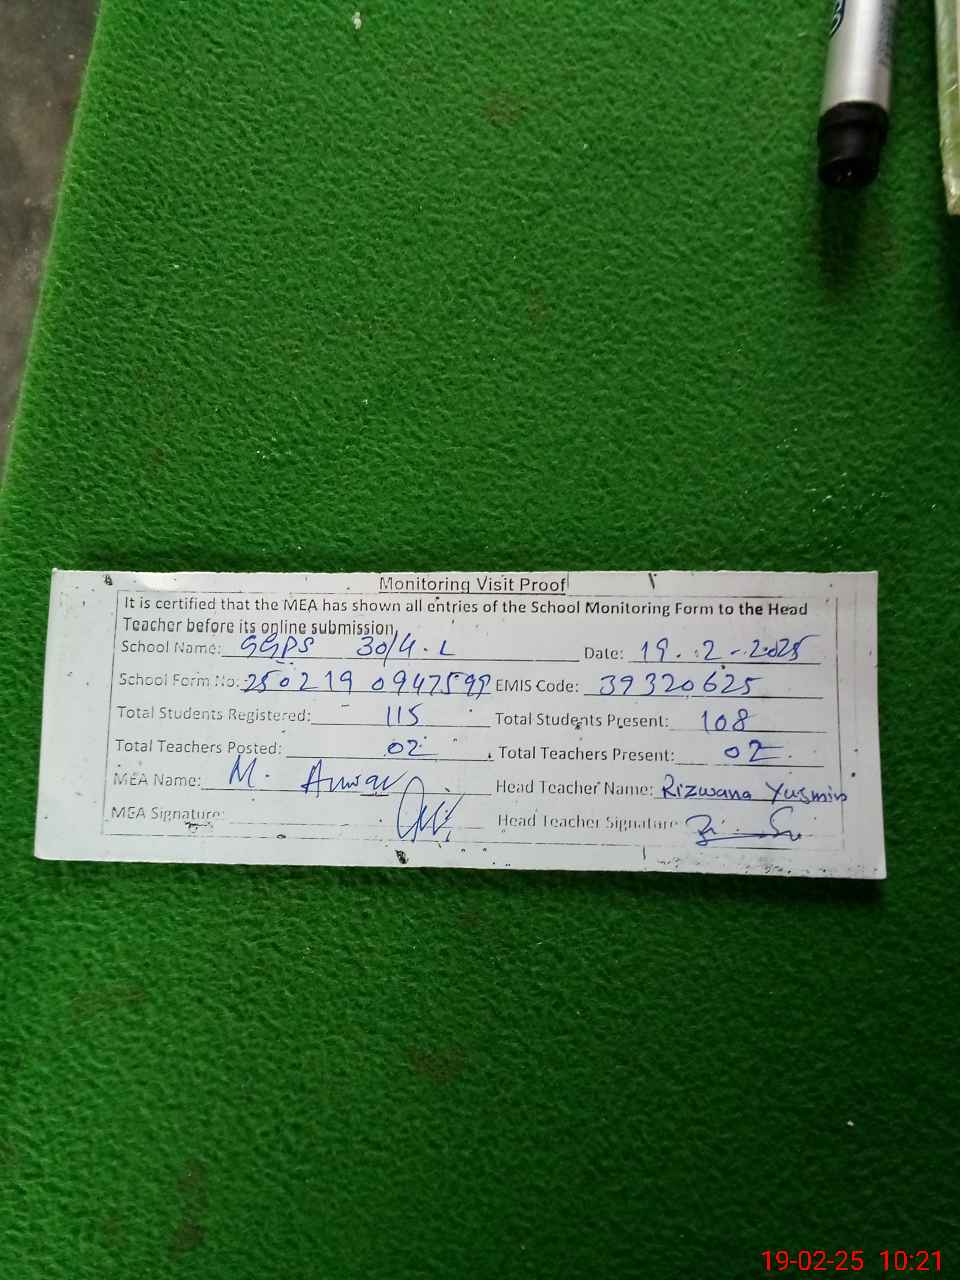 Monitoring Visit Proof
It is certified that the MEA has shown all entries of the School Monitoring Form to the Head
Teacher before its online submission.
School Name: GGPS 30/4.L Date: 19.2-2025
School Form No: 250219 0947599 EMIS Code: 39320625
Total Students Registered: 115 Total Students Present: 108
Total Teachers Posted: 02 Total Teachers Present: 02
MEA Name: M. Anwar Head Teacher Name: Rizwana Yusmin
MEA Signature: Head Teacher Signature
19-02-25 10:21